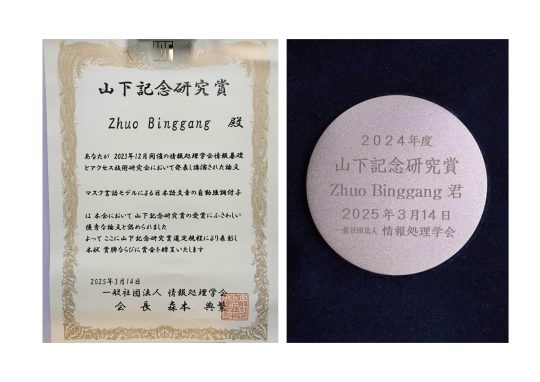 山下記念研究賞
Zhuo Binggang 殿
あなたが 2023年12月開催の情報処理学会情報基礎
とアクセス技術研究会において発表し講演された論文
マスク言語モデルによる日本語文章の自動強調付与
は本会において山下記念研究賞の受賞にふさわしい
優秀な論文と認められました
よってここに山下記念研究賞選定規程により表彰し
本状 賞牌ならびに賞金を贈呈いたします
2025年3月14日
一般社団法人 情報処理学会
会長 森本 典繁
2024年度
山下記念研究賞
Zhuo Binggang 君
2025年3月14日
一般社団法人 情報処理学会